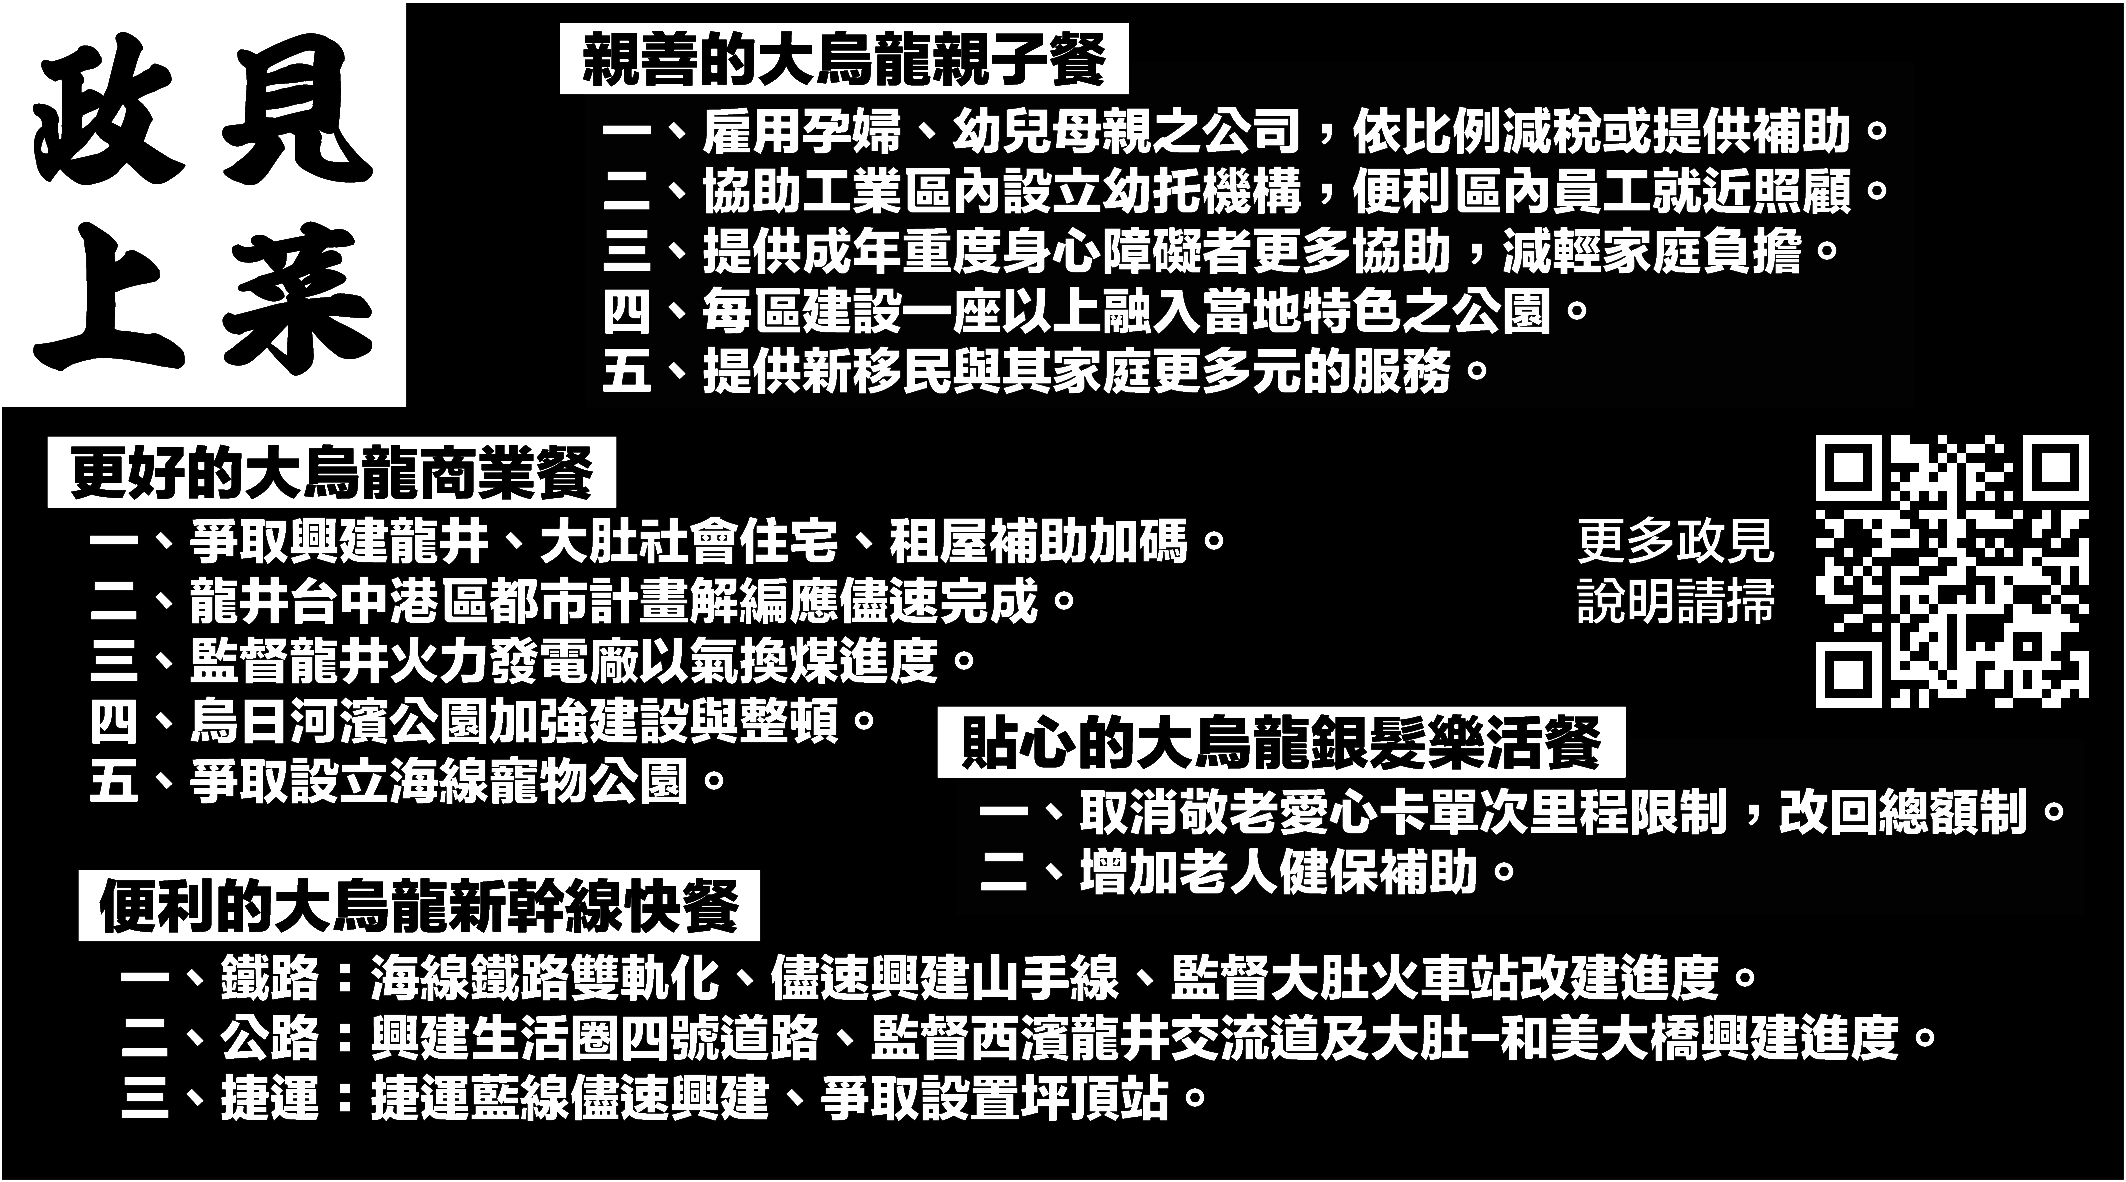 政見
上菜
親善的大烏龍親子餐
一、雇用孕婦、幼兒母親之公司，依比例減稅或提供補助。
二、協助工業區內設立幼托機構，便利區內員工就近照顧。
三、提供成年重度身心障礙者更多協助，減輕家庭負擔。
四、每區建設一座以上融入當地特色之公園。
五、提供新移民與其家庭更多元的服務。
更好的大烏龍商業餐
一、爭取興建龍井、大肚社會住宅、租屋補助加碼。
二、龍井台中港區都市計畫解編應儘速完成。
三、監督龍井火力發電廠以氣換煤進度。
四、烏日河濱公園加強建設與整頓。
五、爭取設立海線寵物公園。
更多政見
說明請掃
貼心的大烏龍銀髮樂活餐
一、取消敬老愛心卡單次里程限制，改回總額制。
二、增加老人健保補助。
便利的大烏龍新幹線快餐
一、鐵路：海線鐵路雙軌化、儘速興建山手線、監督大肚火車站改建進度。
二、公路：興建生活圈四號道路、監督西濱龍井交流道及大肚–和美大橋興建進度。
三、捷運：捷運藍線儘速興建、爭取設置坪頂站。